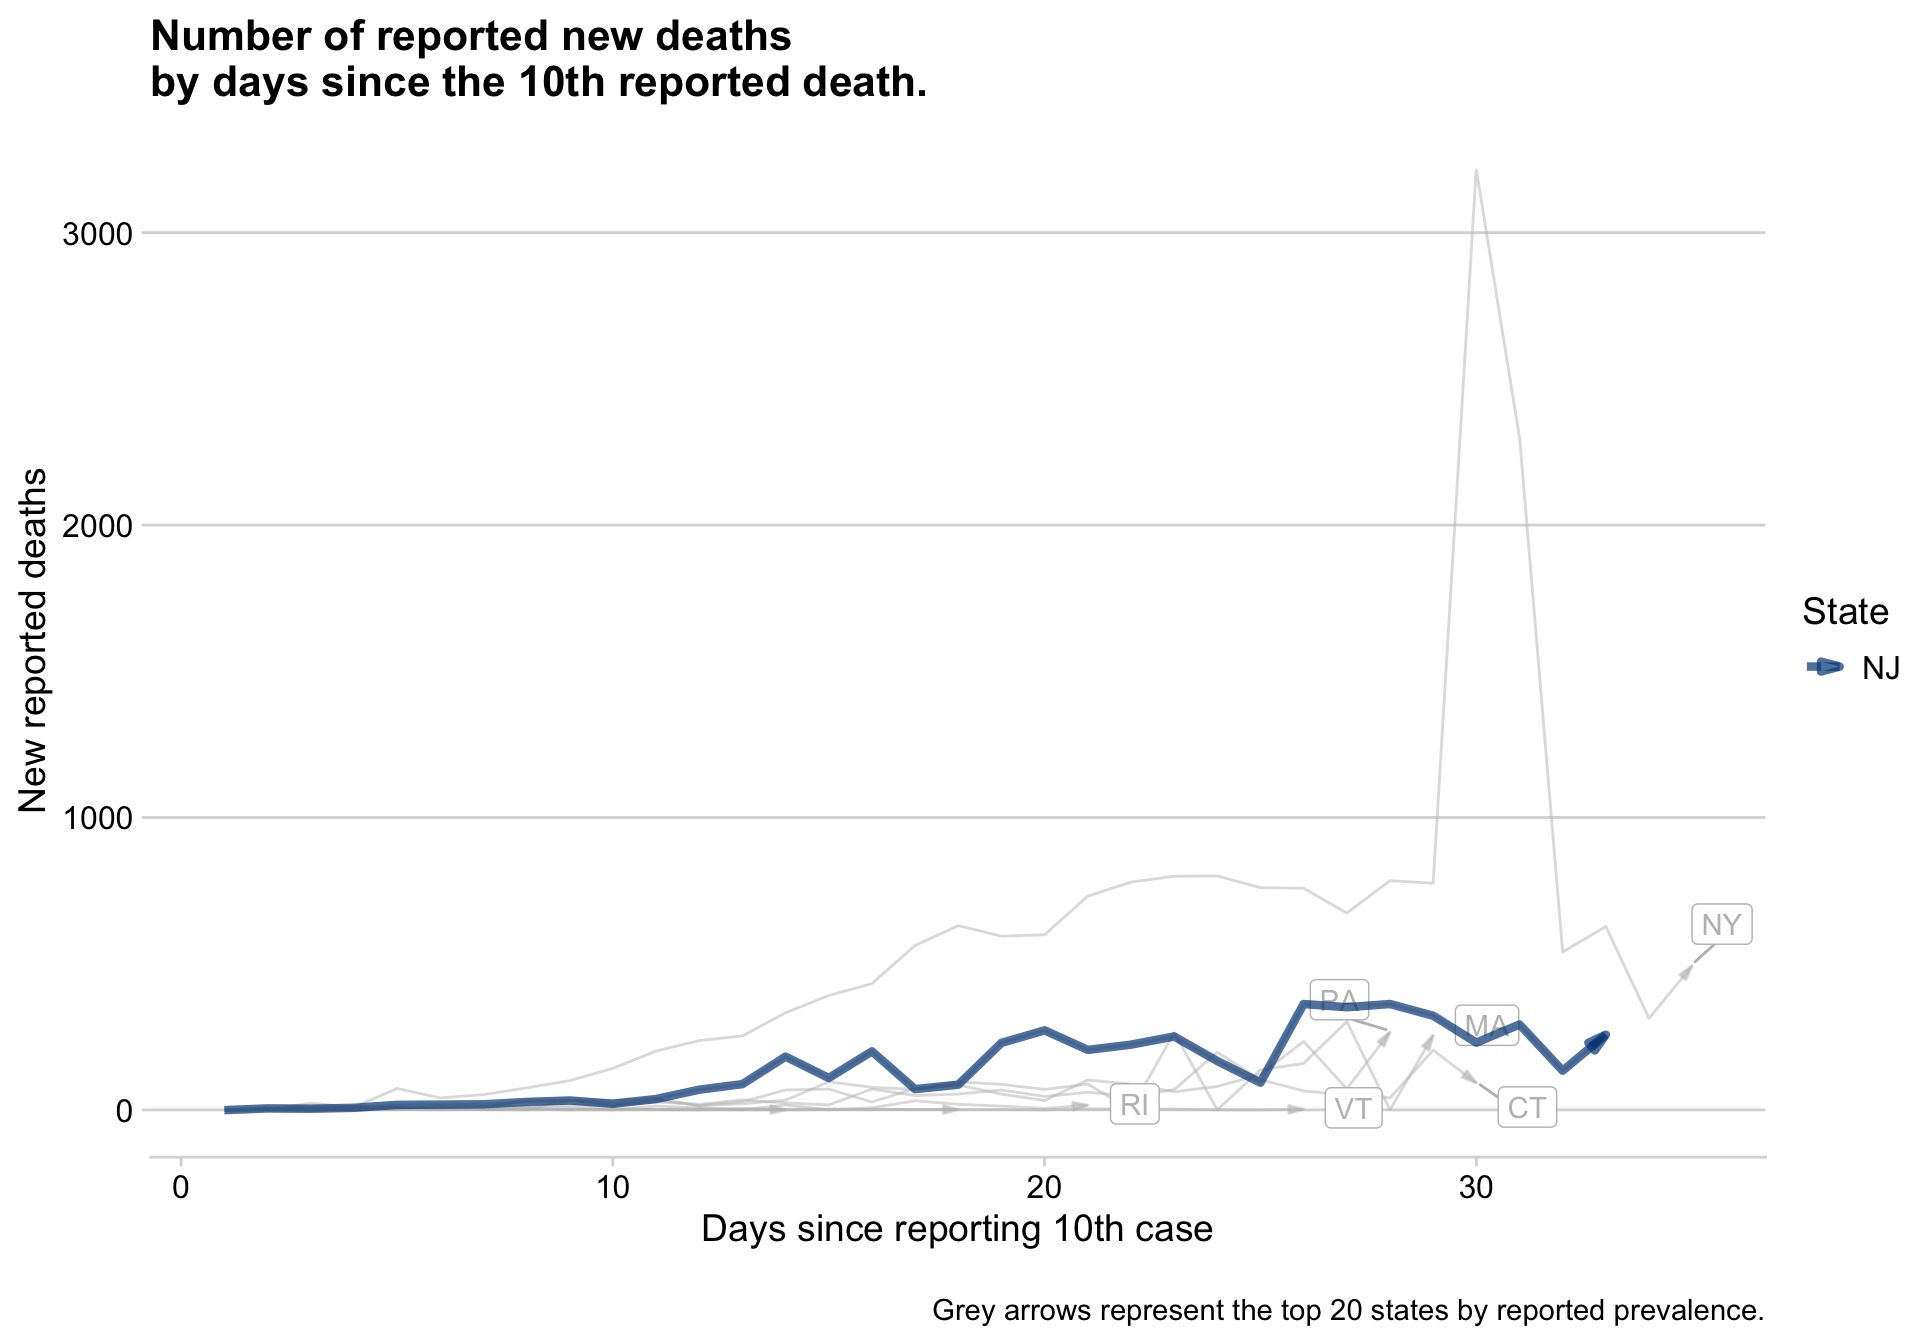 Number of reported new deaths
by days since the 10th reported death.
New reported deaths
3000
2000
1000
0
NY
PA
MA
RI
VT
CT
State
NJ
0
10
20
30
Days since reporting 10th case
Grey arrows represent the top 20 states by reported prevalence.